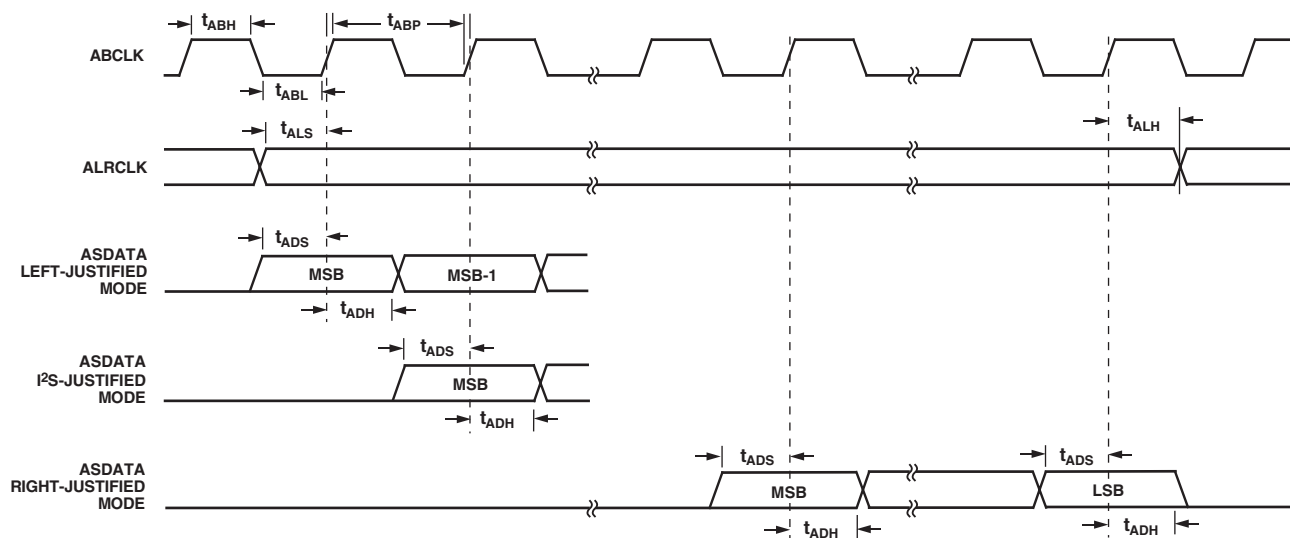 tABH
tABP
ABCLK
tABL
tALS
tALH
ALRCLK
tADS
ASDATA
LEFT-JUSTIFIED
MODE
MSB
MSB-1
tADH
tADS
ASDATA
I²S-JUSTIFIED
MODE
MSB
tADH
tADS
tADS
ASDATA
RIGHT-JUSTIFIED
MODE
MSB
LSB
tADH
tADH